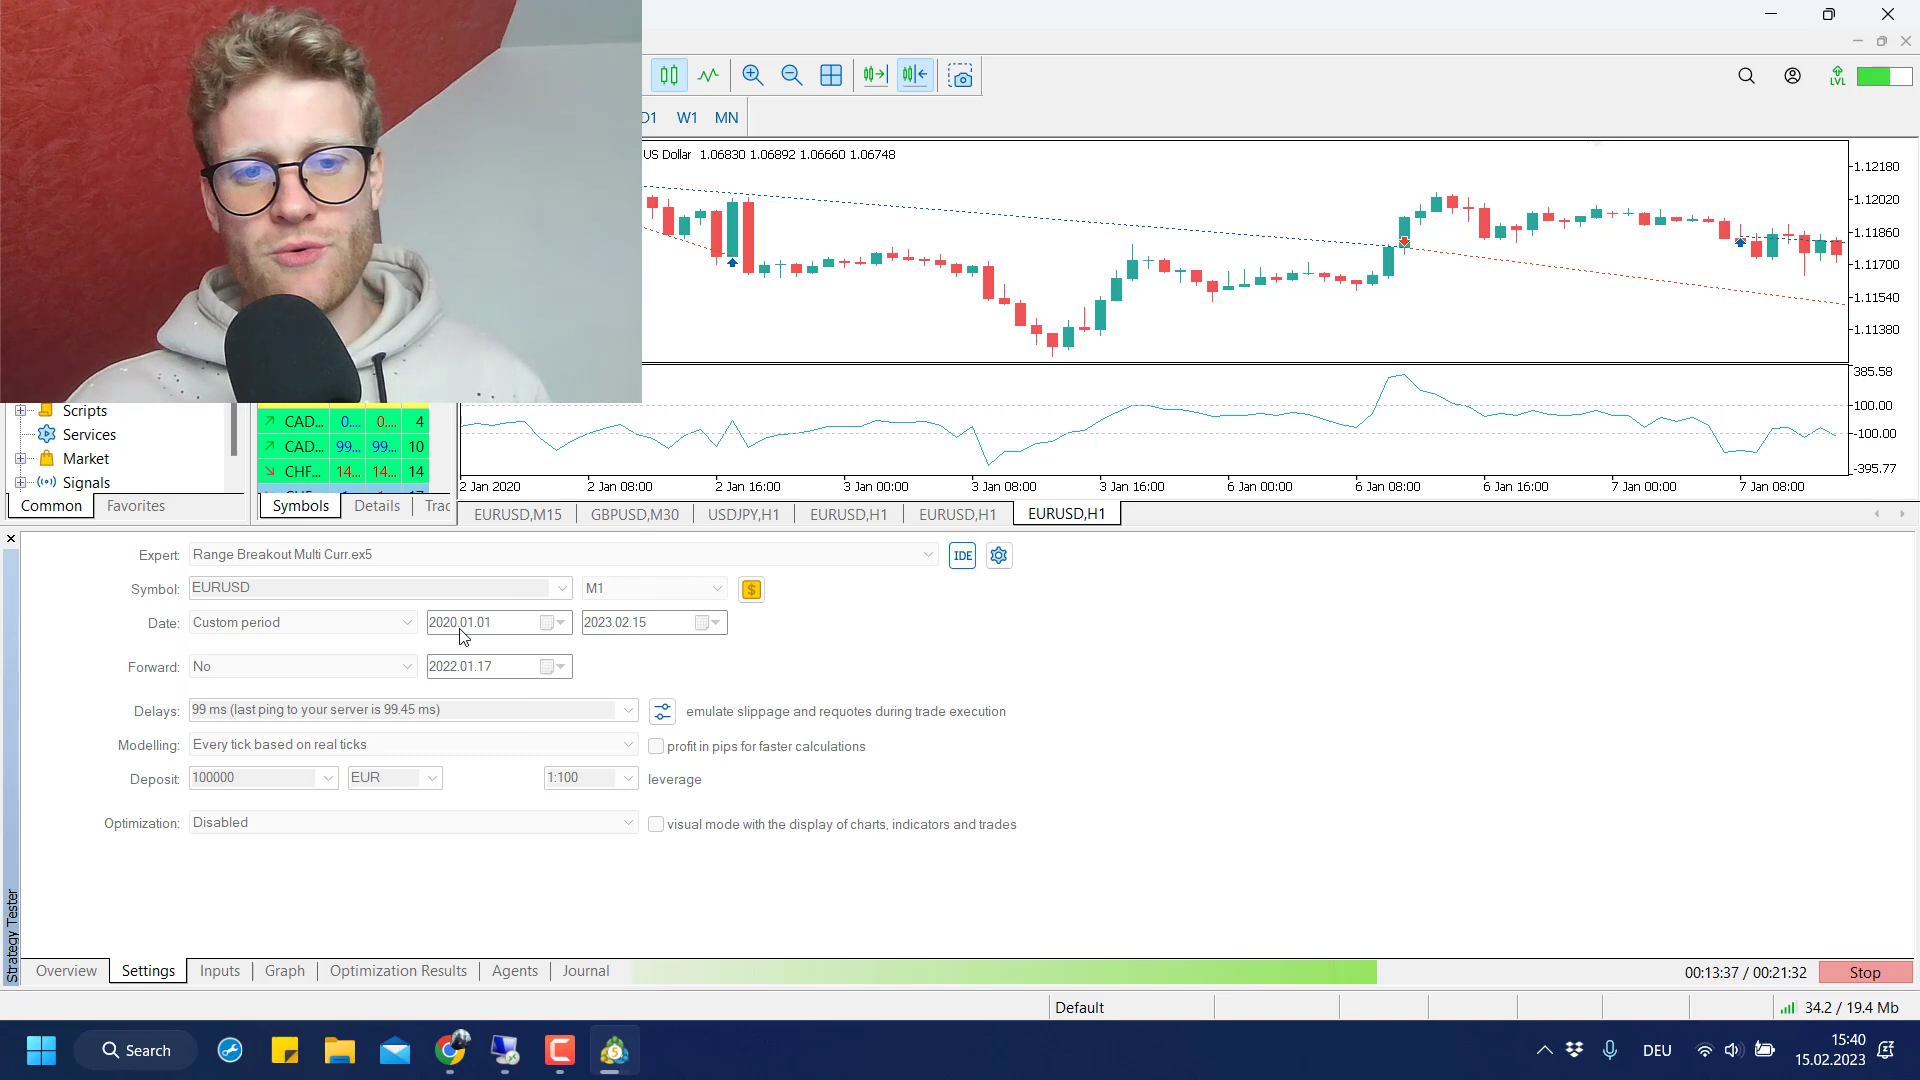 LVL
D1 W1 MN
US Dollar 1.06830 1.06892 1.06660 1.06748
1.12180
1.12020
1.11860
1.11700
1.11540
1.11380
385.58
100.00
-100.00
-395.77
Scripts
Services
Market
Signals
Common Favorites
CAD... 0.... 0.... 4
CAD... 99... 99... 10
CHF... 14... 14... 14
Symbols Details Trac
2 Jan 2020 2 Jan 08:00 2 Jan 16:00 3 Jan 00:00 3 Jan 08:00 3 Jan 16:00 6 Jan 00:00 6 Jan 08:00 6 Jan 16:00 7 Jan 00:00 7 Jan 08:00
EURUSD,M15 GBPUSD,M30 USDJPY,H1 EURUSD,H1 EURUSD,H1 EURUSD,H1
Expert: Range Breakout Multi Curr.ex5 IDE
Symbol: EURUSD M1 $
Date: Custom period 2020.01.01 2023.02.15
Forward: No 2022.01.17
Delays: 99 ms (last ping to your server is 99.45 ms) emulate slippage and requotes during trade execution
Modelling: Every tick based on real ticks profit in pips for faster calculations
Deposit: 100000 EUR 1:100 leverage
Optimization: Disabled visual mode with the display of charts, indicators and trades
Strategy Tester
Overview Settings Inputs Graph Optimization Results Agents Journal 00:13:37 / 00:21:32 Stop
Default 34.2 / 19.4 Mb
Search DEU 15:40
15.02.2023